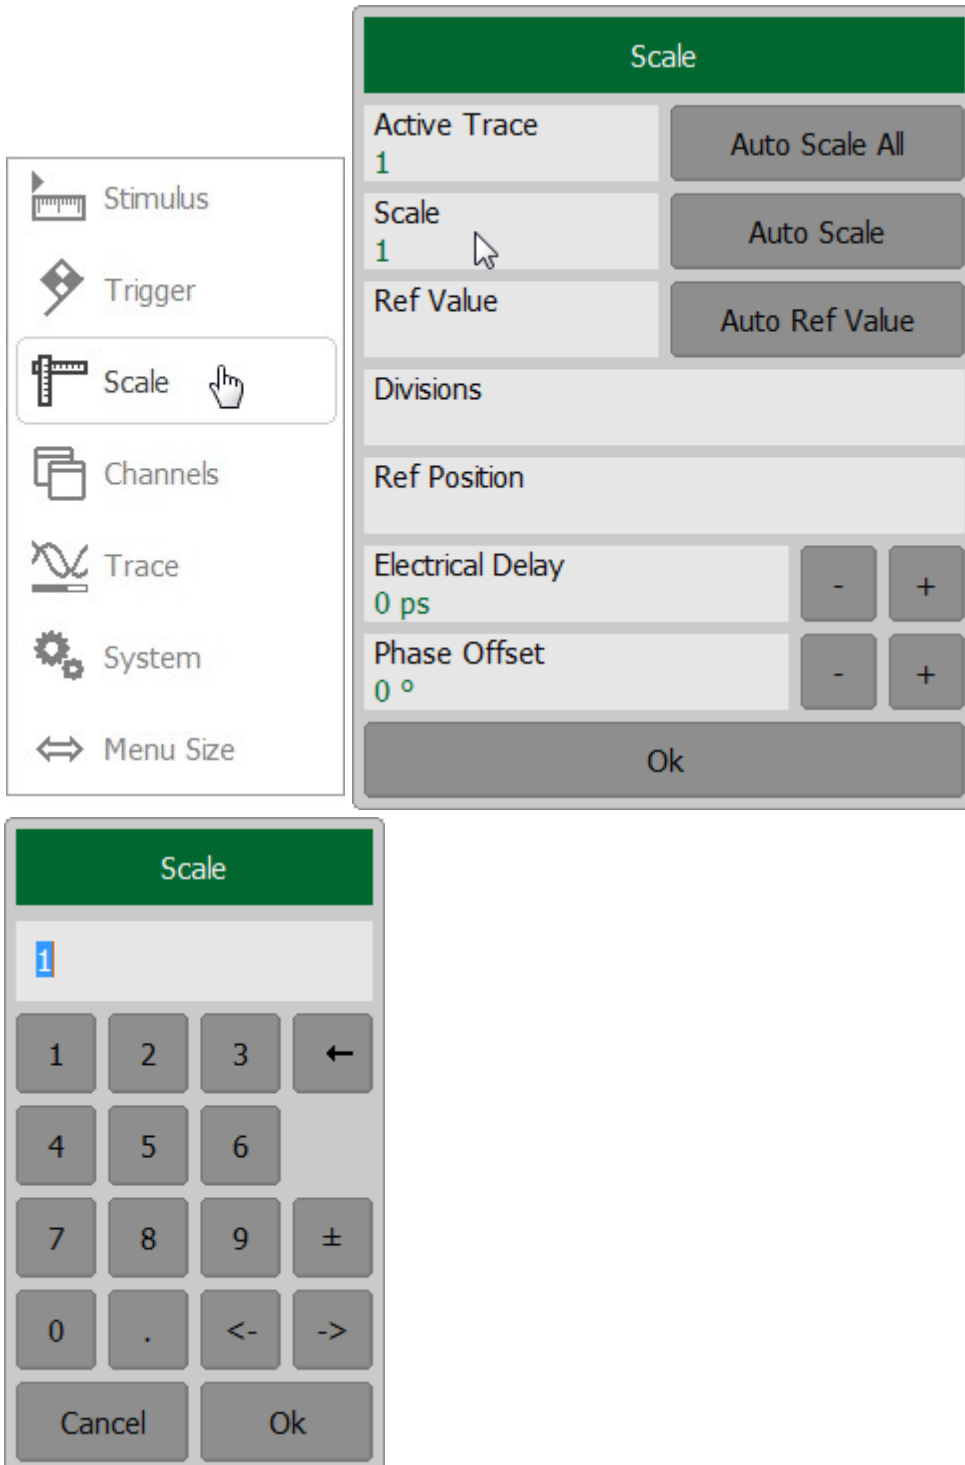 Stimulus
Trigger
Scale
Channels
Trace
System
Menu Size
Scale
Active Trace
1
Auto Scale All
Scale
1
Auto Scale
Ref Value
Auto Ref Value
Divisions
Ref Position
Electrical Delay
0 ps
- +
Phase Offset
0 º
- +
Ok
Scale
1
1 2 3 ←
4 5 6
7 8 9 ±
0 . <- ->
Cancel Ok